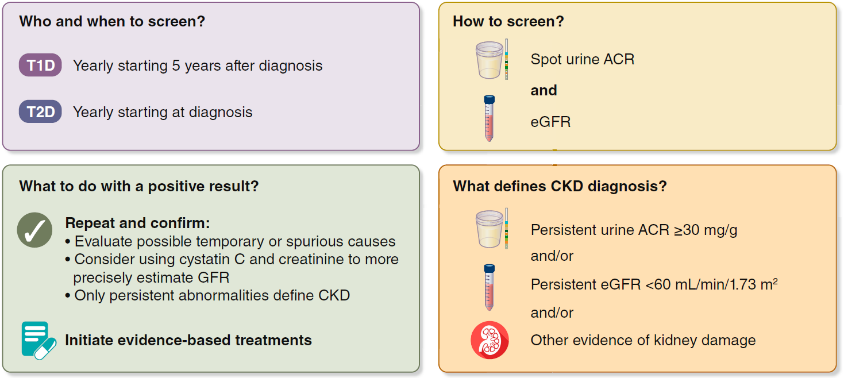 Who and when to screen?
T1D Yearly starting 5 years after diagnosis
T2D Yearly starting at diagnosis
How to screen?
Spot urine ACR
and
eGFR
What to do with a positive result?
Repeat and confirm:
• Evaluate possible temporary or spurious causes
• Consider using cystatin C and creatinine to more
precisely estimate GFR
• Only persistent abnormalities define CKD
Initiate evidence-based treatments
What defines CKD diagnosis?
Persistent urine ACR ≥30 mg/g
and/or
Persistent eGFR <60 mL/min/1.73 m²
and/or
Other evidence of kidney damage